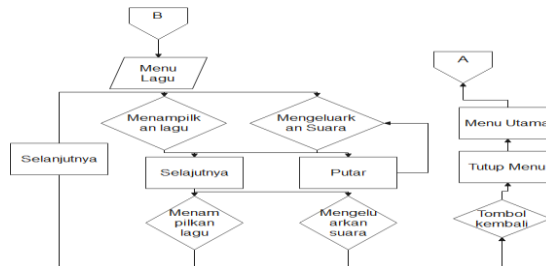 B
Menu
Lagu
A
Menampilk
an lagu
Mengeluark
an Suara
Menu Utama
Selanjutnya
Selajutnya
Putar
Tutup Menu
Menam
pilkan
lagu
Mengelu
arkan
suara
Tombol
kembali